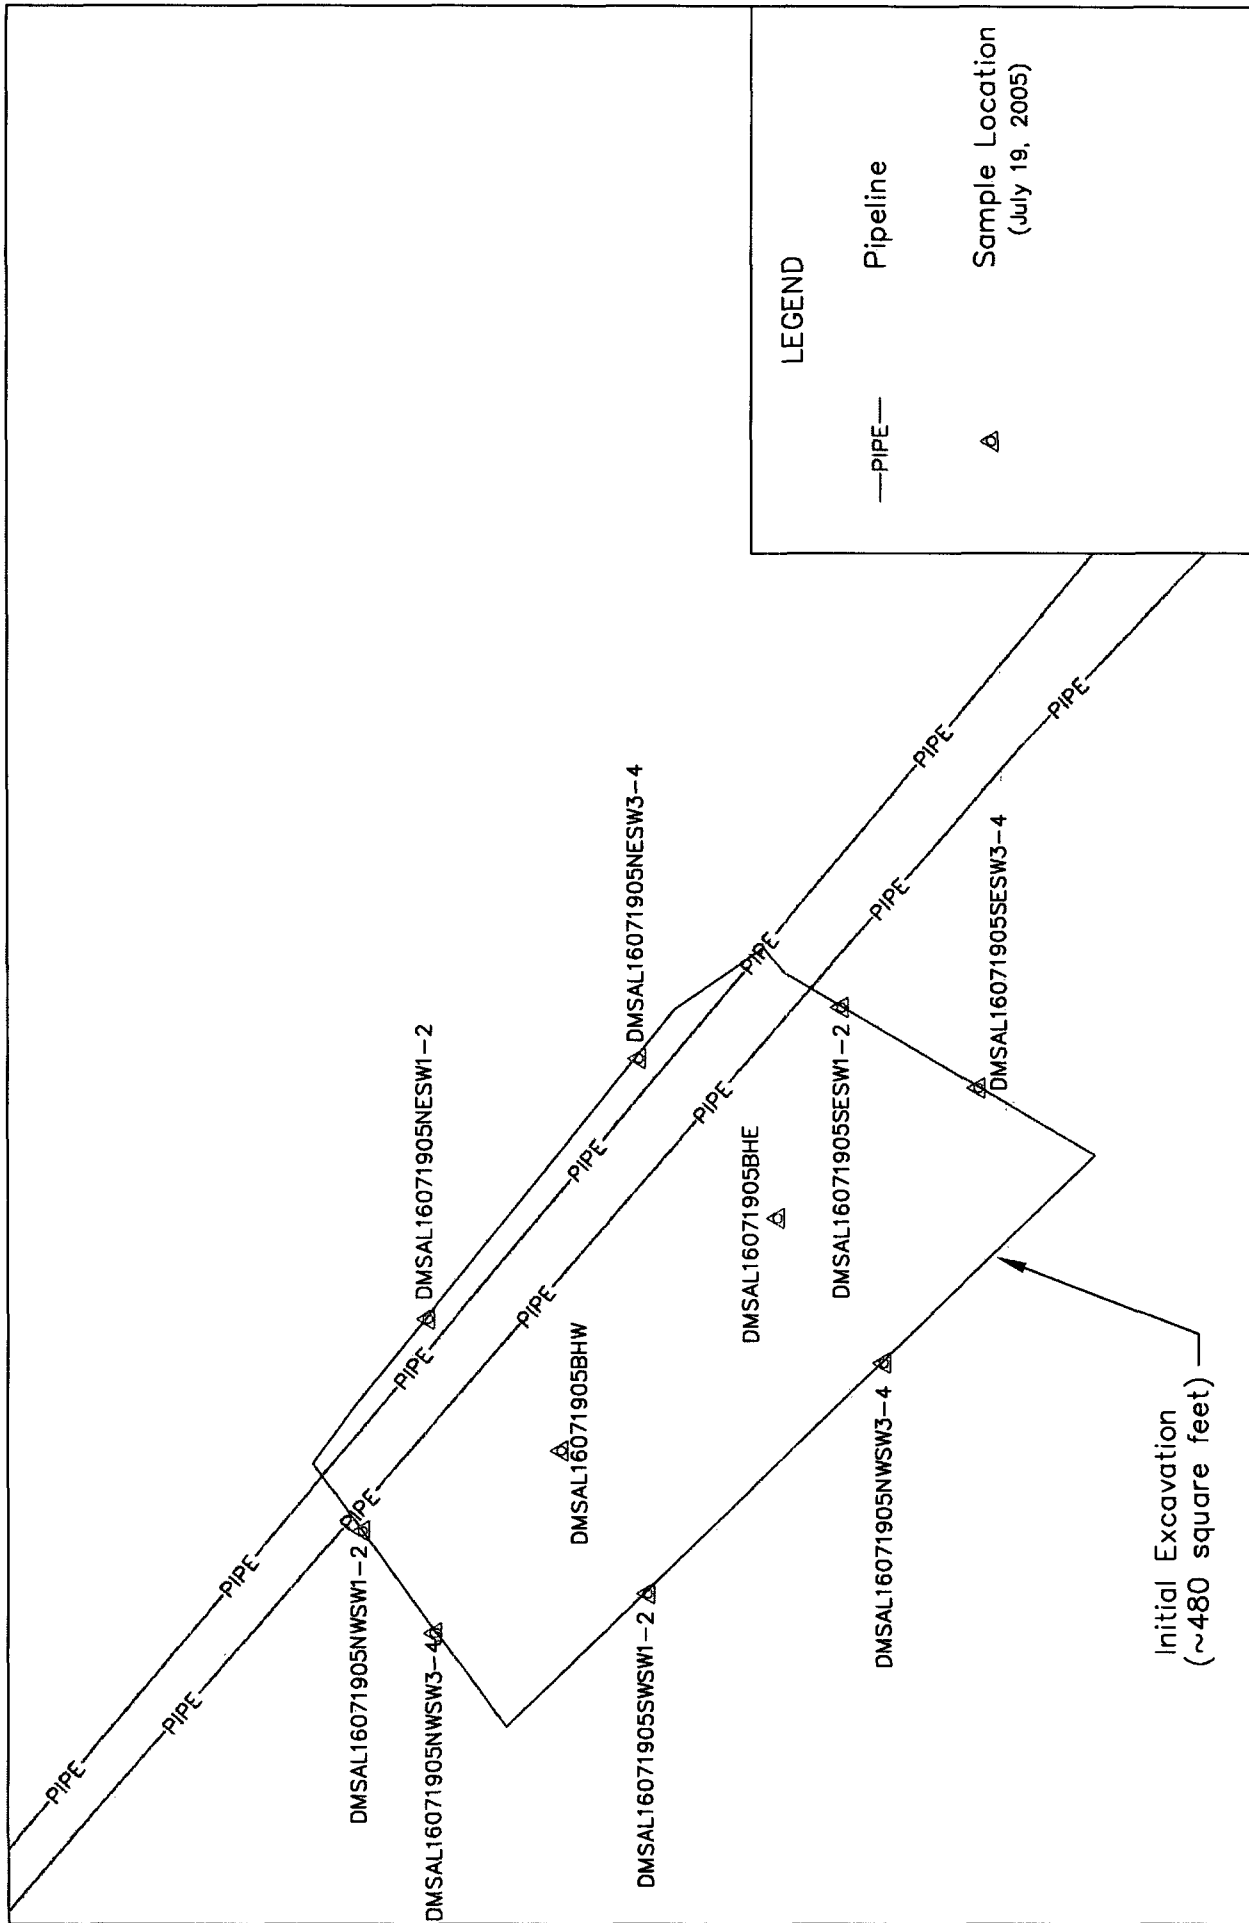 PIPE
PIPE
PIPE
PIPE
PIPE
PIPE
PIPE
PIPE
PIPE
PIPE
PIPE
PIPE
DMSAL16071905NESW1-2
DMSAL16071905NESW3-4
DMSAL16071905NWSW1-2
DMSAL16071905NWSW3-4
DMSAL16071905BHW
DMSAL16071905BHE
DMSAL16071905SWSW1-2
DMSAL16071905NWSW3-4
DMSAL16071905SESW1-2
DMSAL16071905SESW3-4
Initial Excavation
(~480 square feet)
LEGEND
—PIPE— Pipeline
Sample Location
(July 19, 2005)